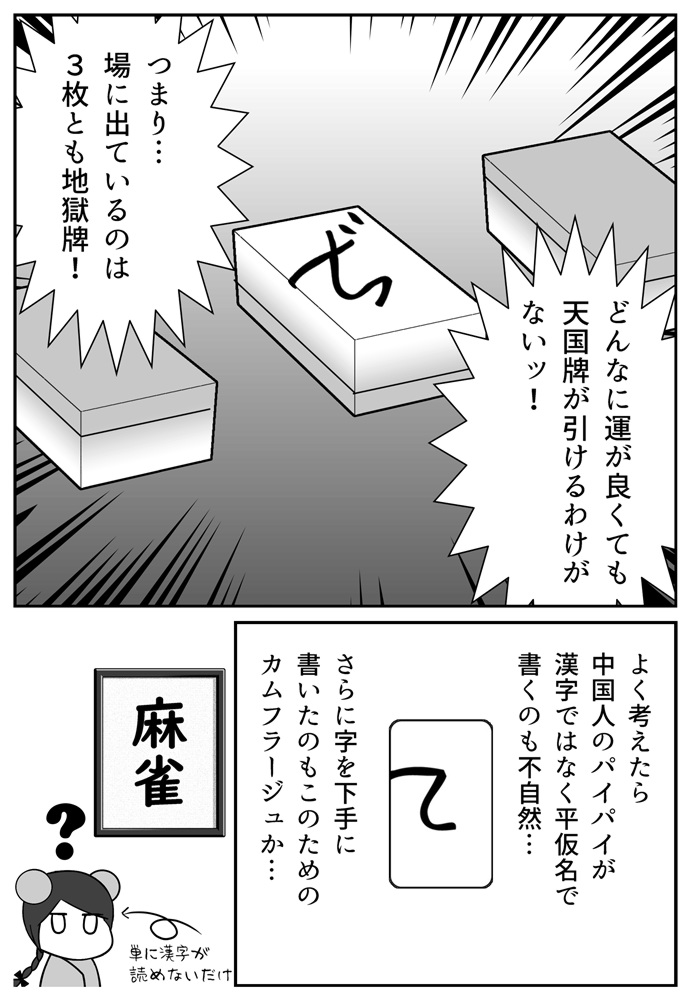 つまり…
場に出ているのは
３枚とも地獄牌！
どんなに運が良くても
天国牌が引けるわけが
ないッ！
よく考えたら
中国人のパイパイが
漢字ではなく平仮名で
書くのも不自然…
て
さらに字を下手に
書いたのもこのための
カムフラージュか…
麻雀
?
単に漢字が
読めないだけ